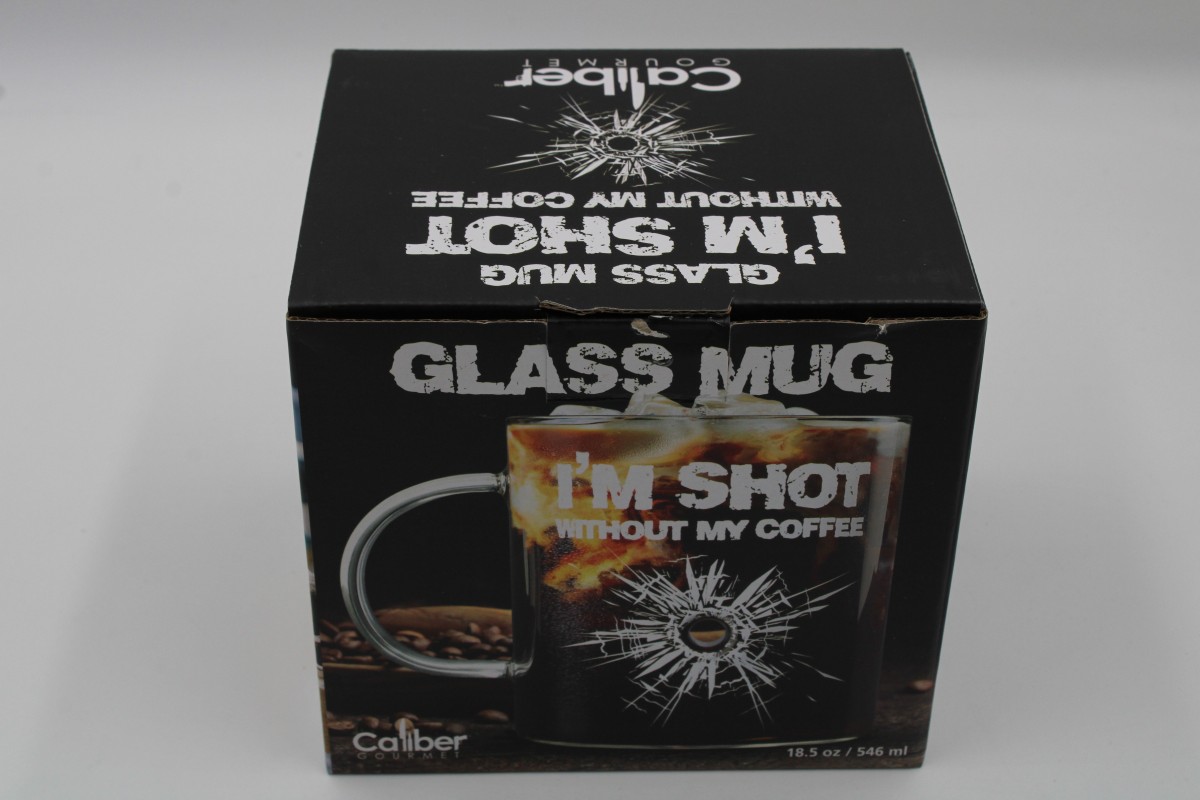 Caliber
GOURMET
I'M SHOT
WITHOUT MY COFFEE
GLASS MUG
GLASS MUG
I'M SHOT
WITHOUT MY COFFEE
Caliber
GOURMET
18.5 oz / 546 ml